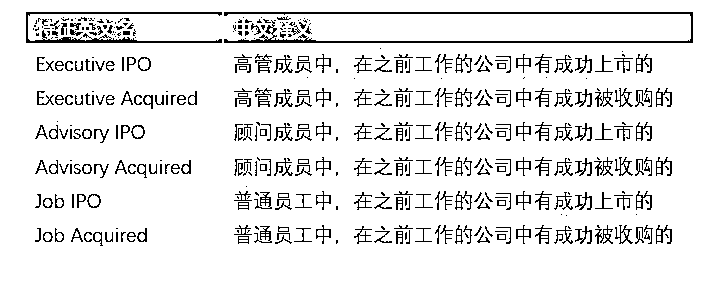 特征英文名 中文释义
Executive IPO 高管成员中，在之前工作的公司中有成功上市的
Executive Acquired 高管成员中，在之前工作的公司中有成功被收购的
Advisory IPO 顾问成员中，在之前工作的公司中有成功上市的
Advisory Acquired 顾问成员中，在之前工作的公司中有成功被收购的
Job IPO 普通员工中，在之前工作的公司中有成功上市的
Job Acquired 普通员工中，在之前工作的公司中有成功被收购的